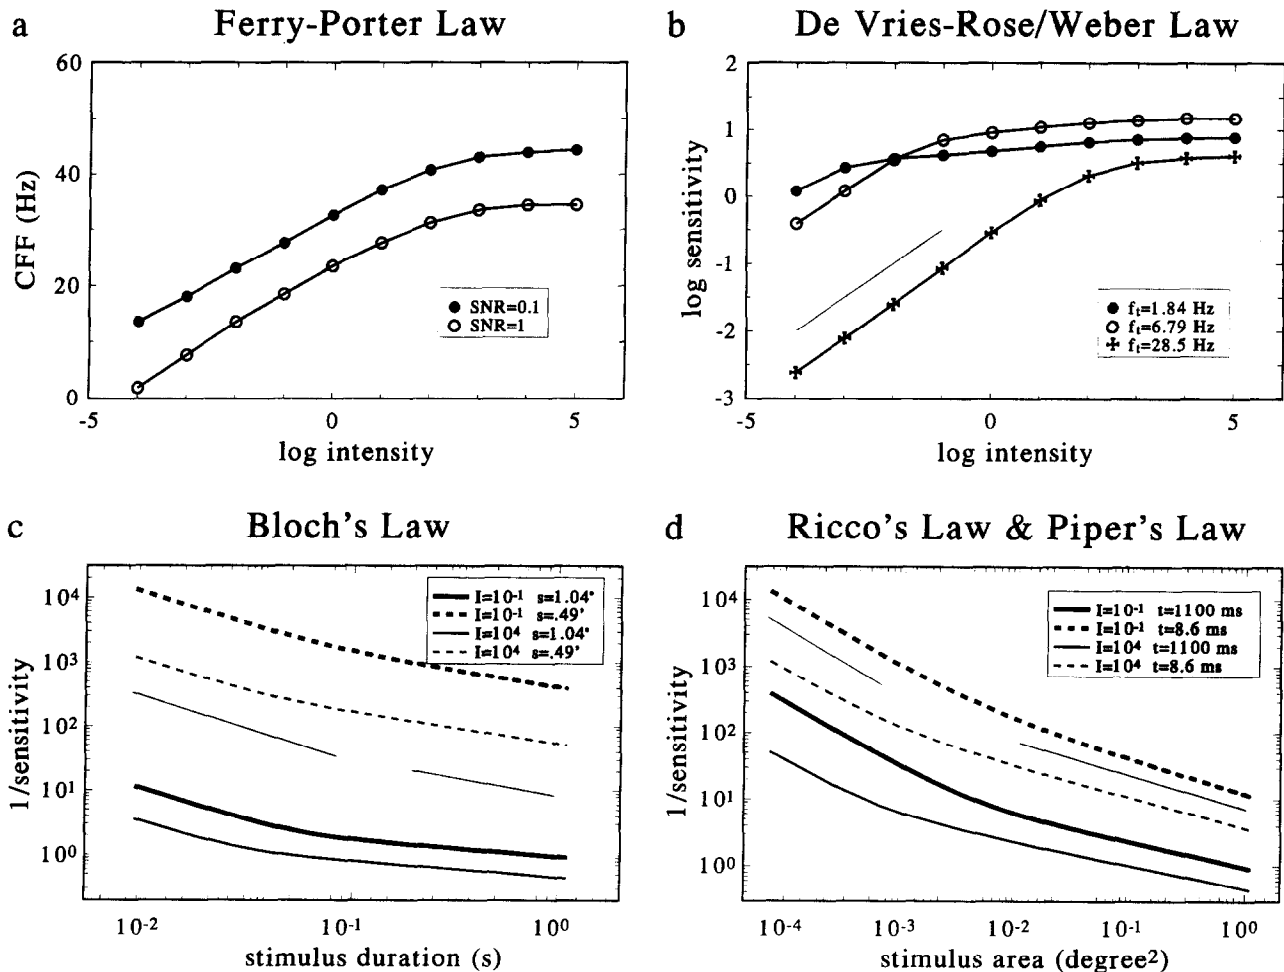 a
Ferry-Porter Law
60
40
20
0
CFF (Hz)
-5
0
5
log intensity
SNR=0.1
SNR=1
b
De Vries-Rose/Weber Law
2
1
0
-1
-2
-3
log sensitivity
-5
0
5
log intensity
fₜ=1.84 Hz
fₜ=6.79 Hz
fₜ=28.5 Hz
c
Bloch's Law
10⁴
10³
10²
10¹
10⁰
1/sensitivity
10⁻²
10⁻¹
10⁰
stimulus duration (s)
I=10⁻¹ s=1.04°
I=10⁻¹ s=.49'
I=10⁴ s=1.04°
I=10⁴ s=.49'
d
Ricco's Law & Piper's Law
10⁴
10³
10²
10¹
10⁰
1/sensitivity
10⁻⁴
10⁻³
10⁻²
10⁻¹
10⁰
stimulus area (degree²)
I=10⁻¹ t=1100 ms
I=10⁻¹ t=8.6 ms
I=10⁴ t=1100 ms
I=10⁴ t=8.6 ms